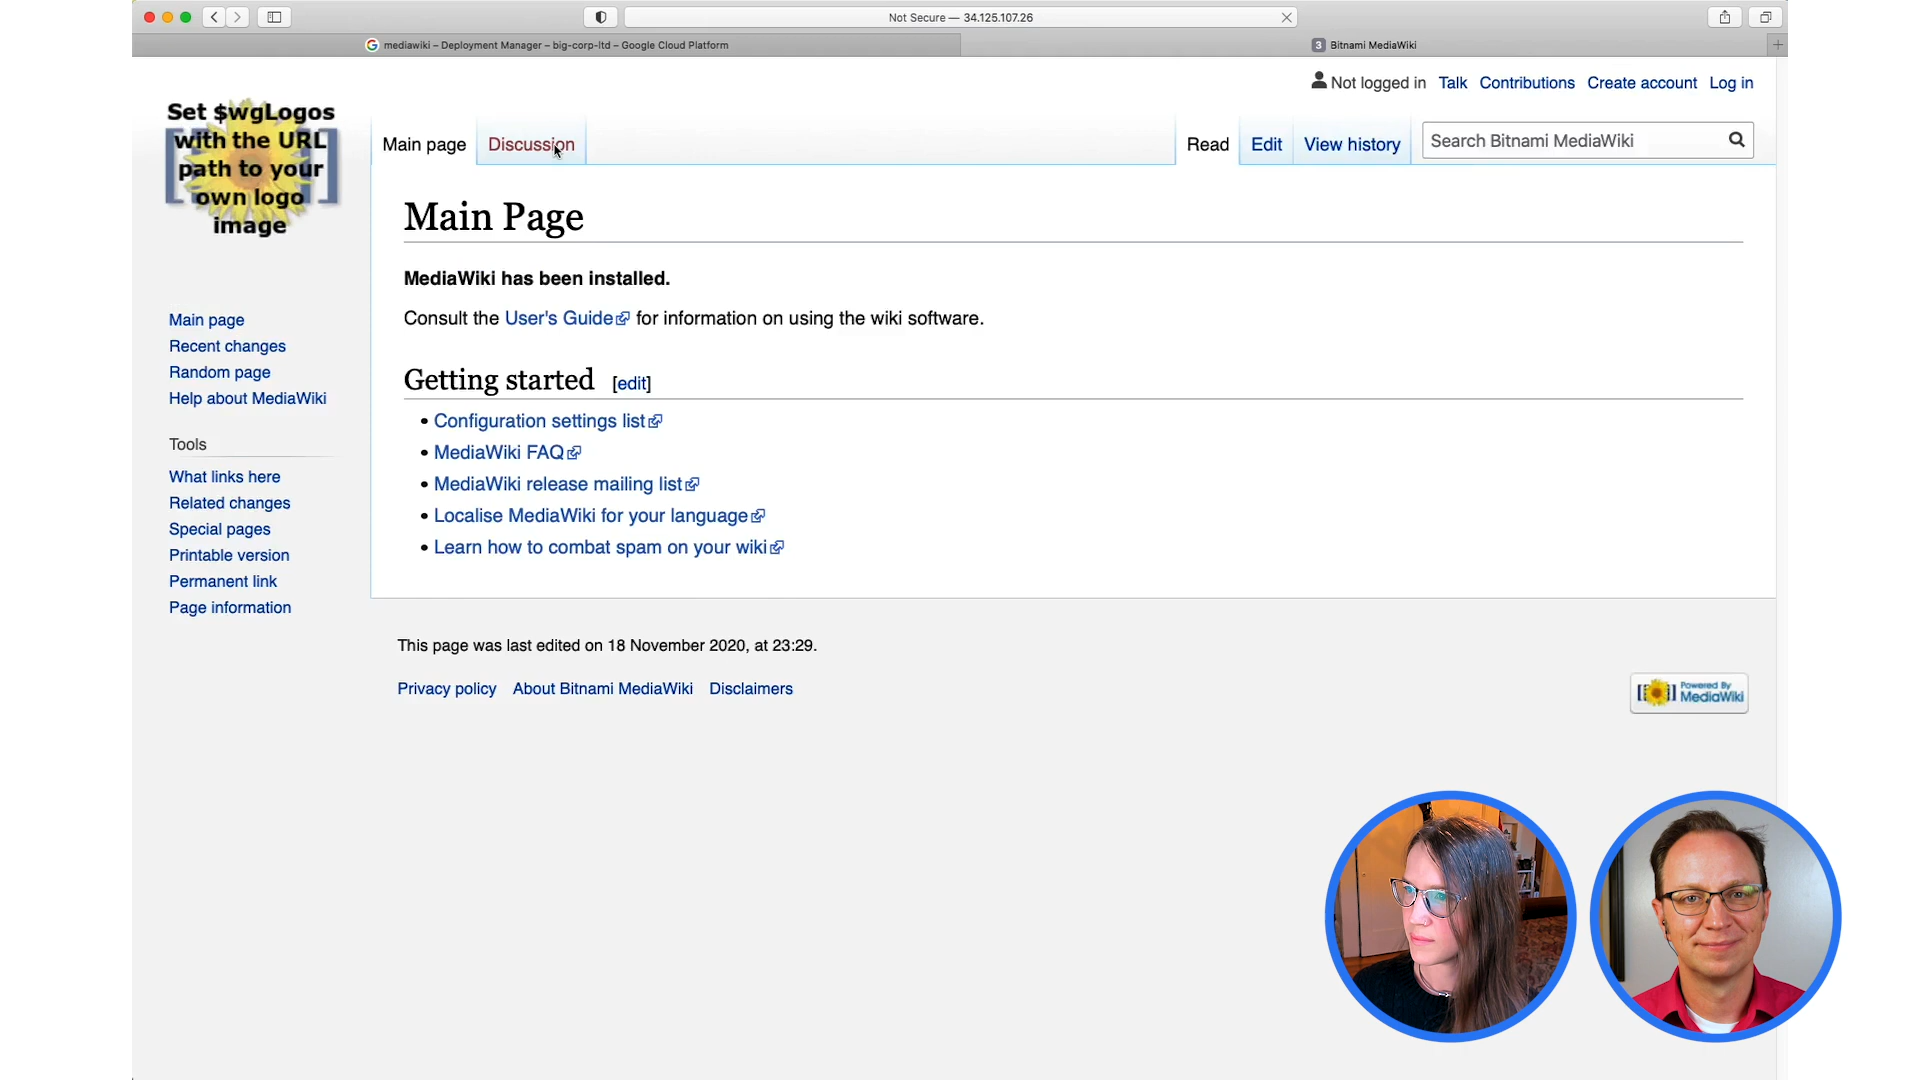 Not Secure — 34.125.107.26
mediawiki – Deployment Manager – big-corp-ltd – Google Cloud Platform
3 Bitnami MediaWiki
Not logged in Talk Contributions Create account Log in
Set $wgLogos
with the URL
path to your
own logo
image
Main page Discussion Read Edit View history Search Bitnami MediaWiki
Main Page
MediaWiki has been installed.
Consult the User's Guide for information on using the wiki software.
Getting started [edit]
• Configuration settings list
• MediaWiki FAQ
• MediaWiki release mailing list
• Localise MediaWiki for your language
• Learn how to combat spam on your wiki
Main page
Recent changes
Random page
Help about MediaWiki
Tools
What links here
Related changes
Special pages
Printable version
Permanent link
Page information
This page was last edited on 18 November 2020, at 23:29.
Privacy policy About Bitnami MediaWiki Disclaimers
Powered By
MediaWiki